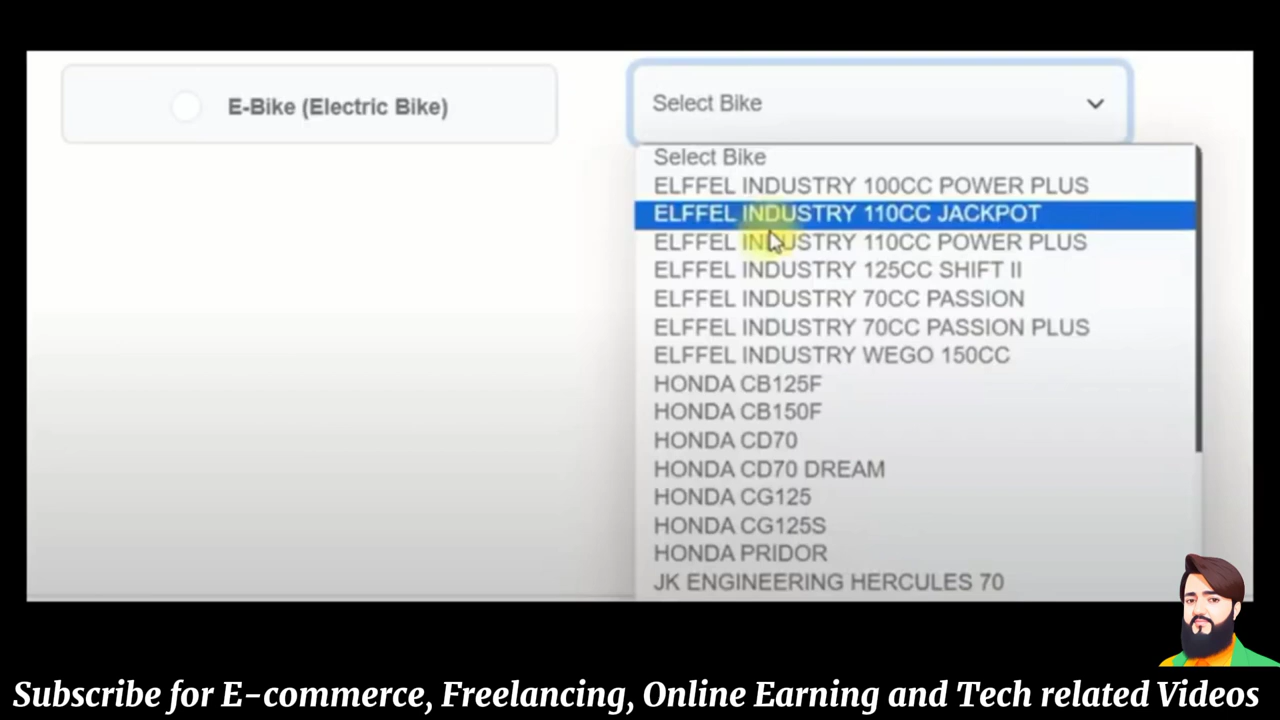 E-Bike (Electric Bike)
Select Bike
Select Bike
ELFFEL INDUSTRY 100CC POWER PLUS
ELFFEL INDUSTRY 110CC JACKPOT
ELFFEL INDUSTRY 110CC POWER PLUS
ELFFEL INDUSTRY 125CC SHIFT II
ELFFEL INDUSTRY 70CC PASSION
ELFFEL INDUSTRY 70CC PASSION PLUS
ELFFEL INDUSTRY WEGO 150CC
HONDA CB125F
HONDA CB150F
HONDA CD70
HONDA CD70 DREAM
HONDA CG125
HONDA CG125S
HONDA PRIDOR
JK ENGINEERING HERCULES 70
Subscribe for E-commerce, Freelancing, Online Earning and Tech related Videos